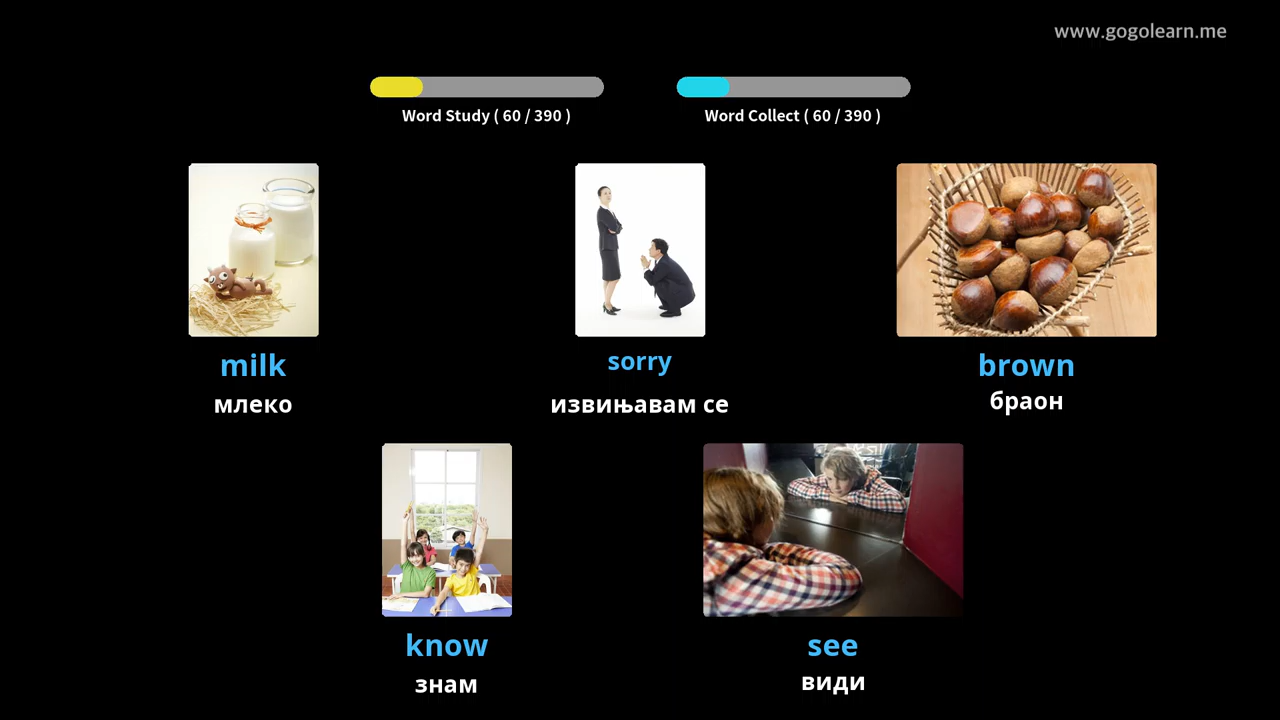 www.gogolearn.me
Word Study ( 60 / 390 )
Word Collect ( 60 / 390 )
milk
млеко
sorry
извињавам се
brown
браон
know
знам
see
види